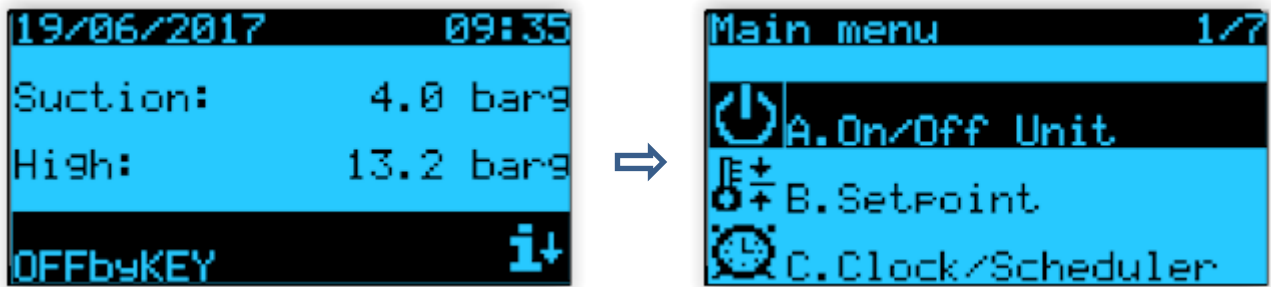 19/06/2017 09:35
Suction: 4.0 barg
High: 13.2 barg
OFFbyKEY i
Main menu 1/7
A.On/Off Unit
B.Setpoint
C.Clock/Scheduler